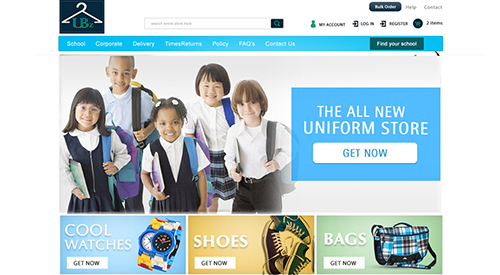 Bulk Order Help Contact
search entire store here
MY ACCOUNT LOG IN REGISTER 2 items
School Corporate Delivery TimesReturns Policy FAQ's Contact Us Find your school
THE ALL NEW
UNIFORM STORE
GET NOW
COOL
WATCHES
GET NOW
SHOES
GET NOW
BAGS
GET NOW